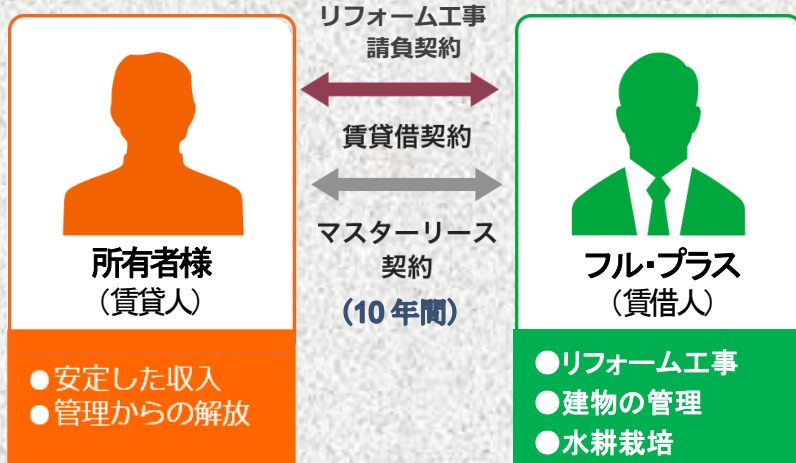 リフォーム工事
請負契約
賃貸借契約
マスターリース
契約
（10年間）
所有者様
（賃貸人）
●安定した収入
●管理からの解放
フル・プラス
（賃借人）
●リフォーム工事
●建物の管理
●水耕栽培